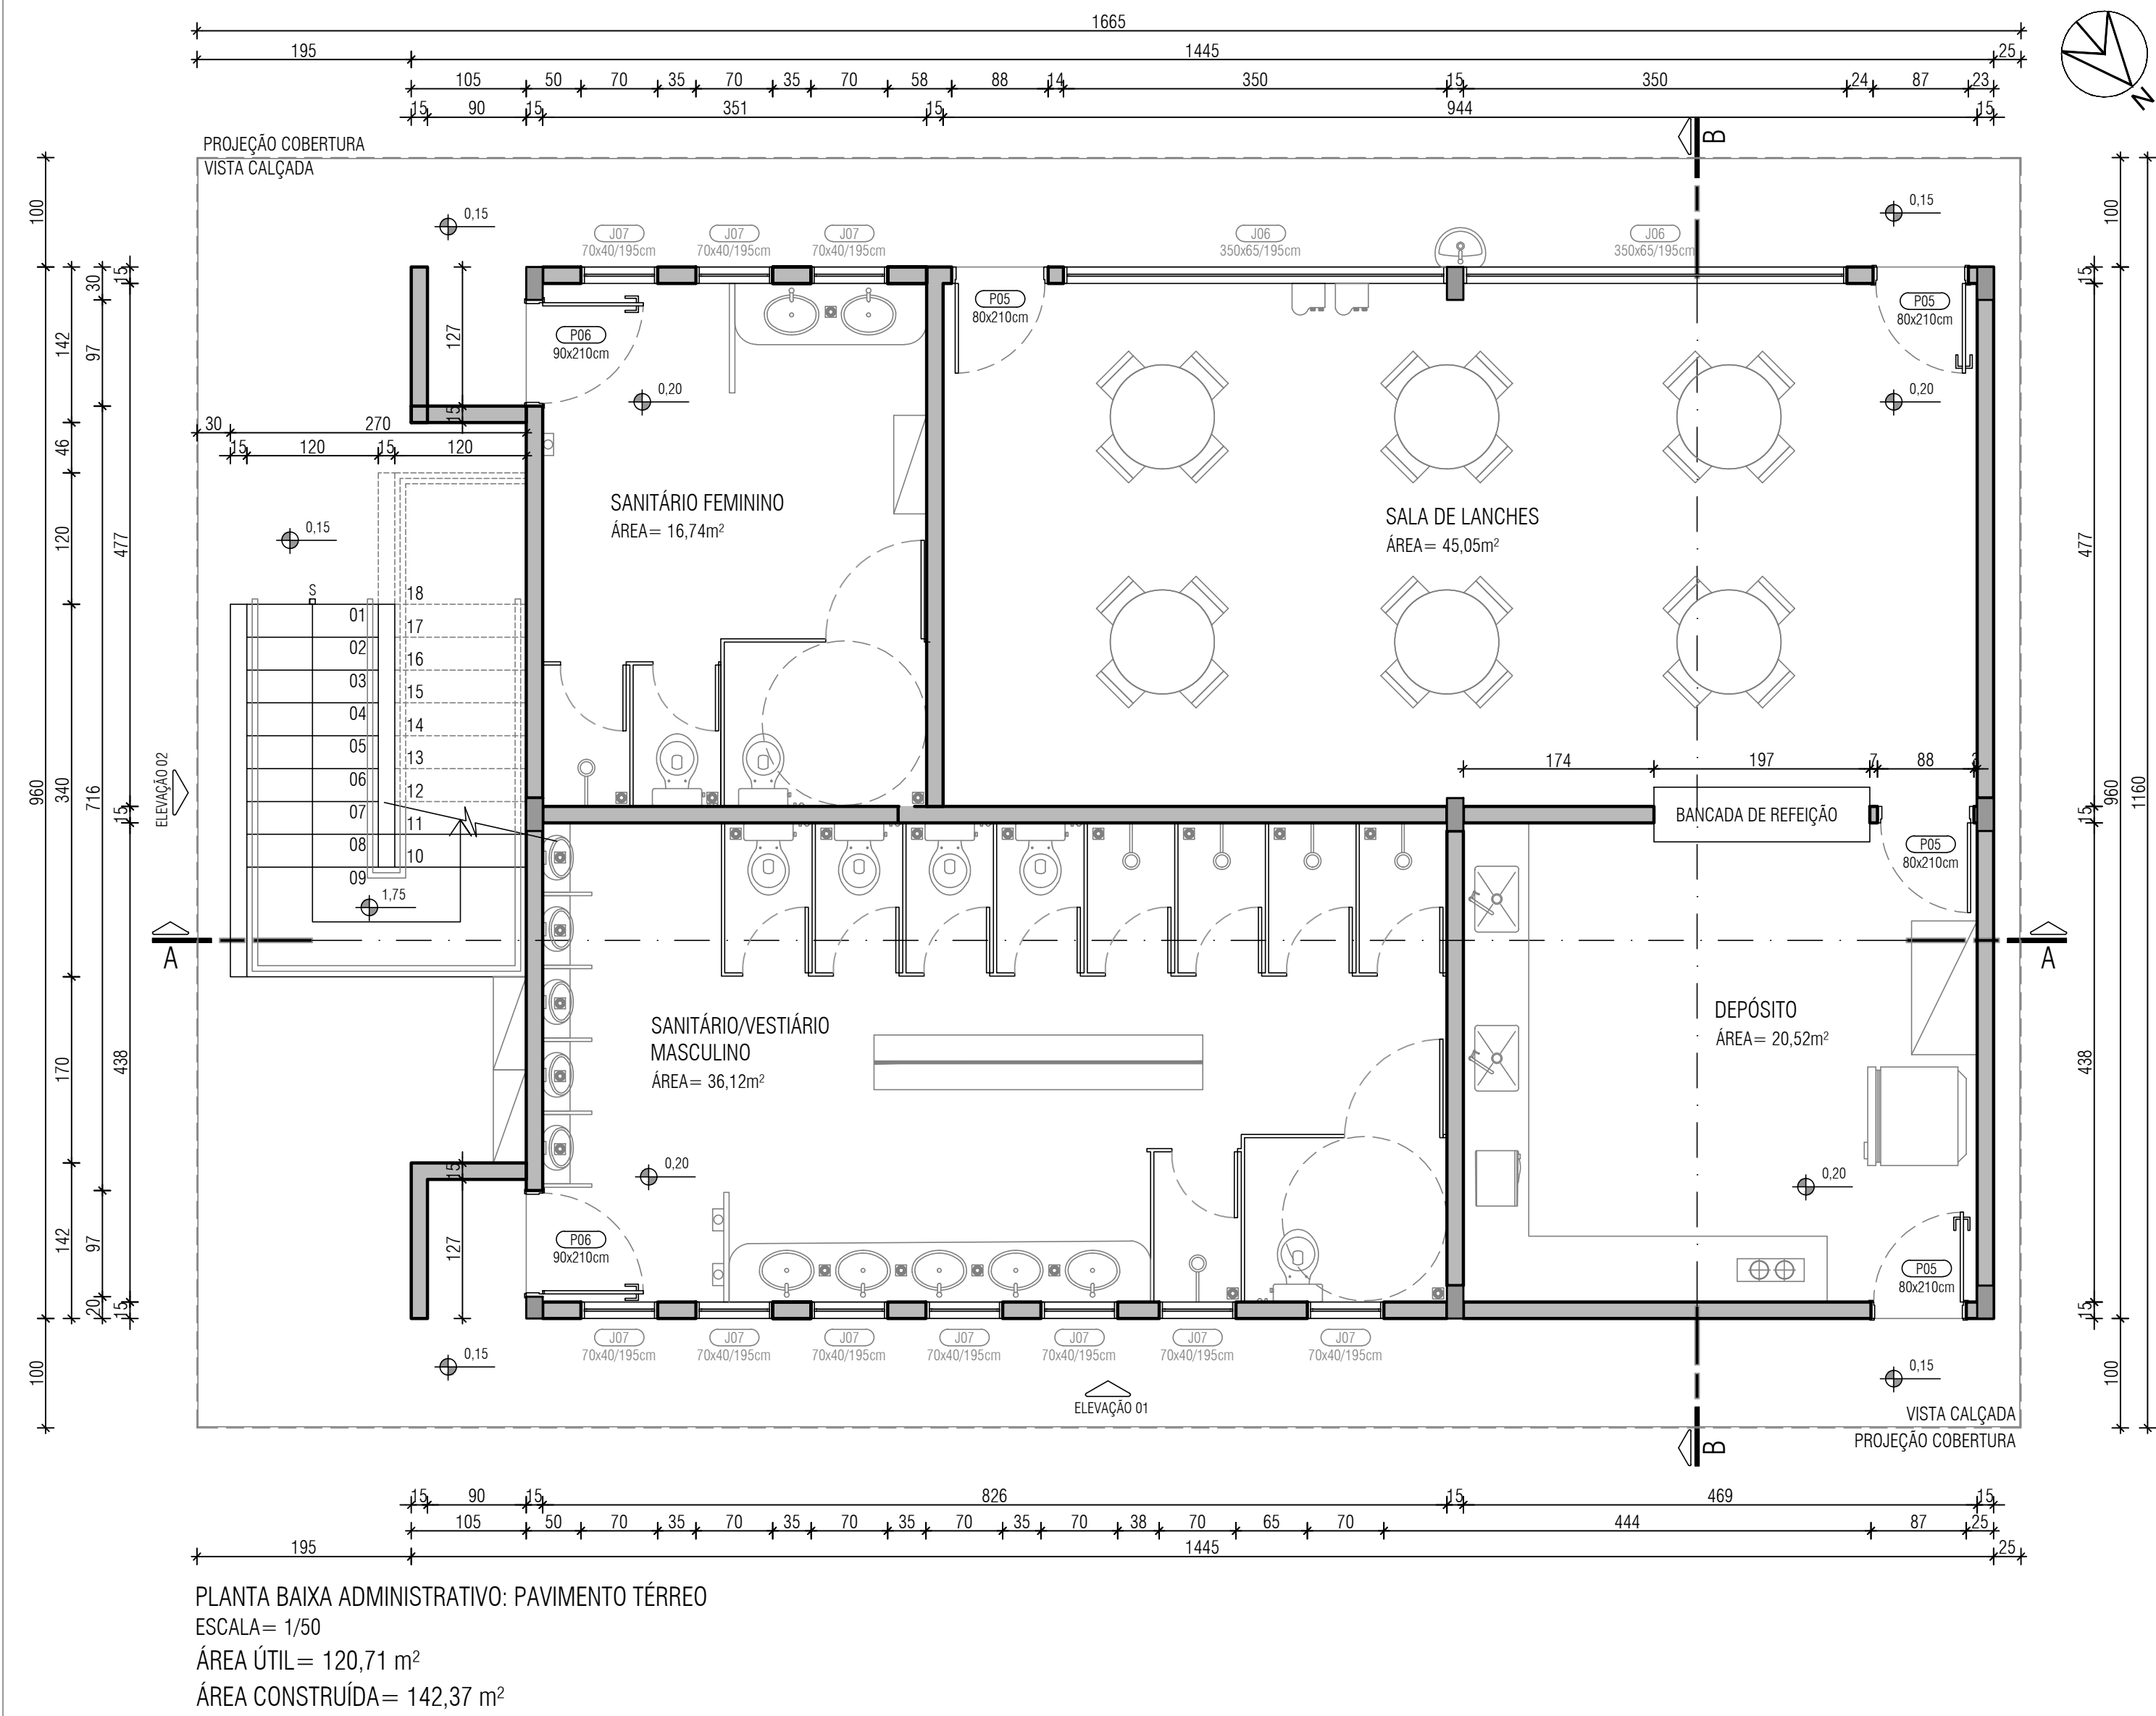 1665
195 1445 25
105 50 70 35 70 35 70 58 88 14 350 15 350 24 87 23
15 90 15 351 15 944 15
N
PROJEÇÃO COBERTURA
VISTA CALÇADA
B
0,15 0,15
J07 J07 J07 J06 J06
70x40/195cm 70x40/195cm 70x40/195cm 350x65/195cm 350x65/195cm
100 100
30 15 15
142 97 127
P06
90x210cm
P05
80x210cm
P05
80x210cm
0,20 0,20
15
30 270
15 120 15 120
46
SANITÁRIO FEMININO
ÁREA= 16,74m²
SALA DE LANCHES
ÁREA= 45,05m²
0,15
120 477 477
S
01 18
02 17
03 16
04 15
05 14
06 13
07 12
08 11
09 10
1,75
ELEVAÇÃO 02
960 340 716 15
174 197 7 88
15 960 1160
BANCADA DE REFEIÇÃO
P05
80x210cm
A A
SANITÁRIO/VESTIÁRIO
MASCULINO
ÁREA= 36,12m²
DEPÓSITO
ÁREA= 20,52m²
170 438 438
0,20 0,20
15
142 97 127
20 15 15
P06
90x210cm
P05
80x210cm
J07 J07 J07 J07 J07 J07 J07
70x40/195cm 70x40/195cm 70x40/195cm 70x40/195cm 70x40/195cm 70x40/195cm 70x40/195cm
0,15 0,15
100 100
ELEVAÇÃO 01
VISTA CALÇADA
PROJEÇÃO COBERTURA
B
15 90 15 826 15 469 15
105 50 70 35 70 35 70 35 70 35 70 38 70 65 70 444 87 25
195 1445 25
PLANTA BAIXA ADMINISTRATIVO: PAVIMENTO TÉRREO
ESCALA= 1/50
ÁREA ÚTIL= 120,71 m²
ÁREA CONSTRUÍDA= 142,37 m²